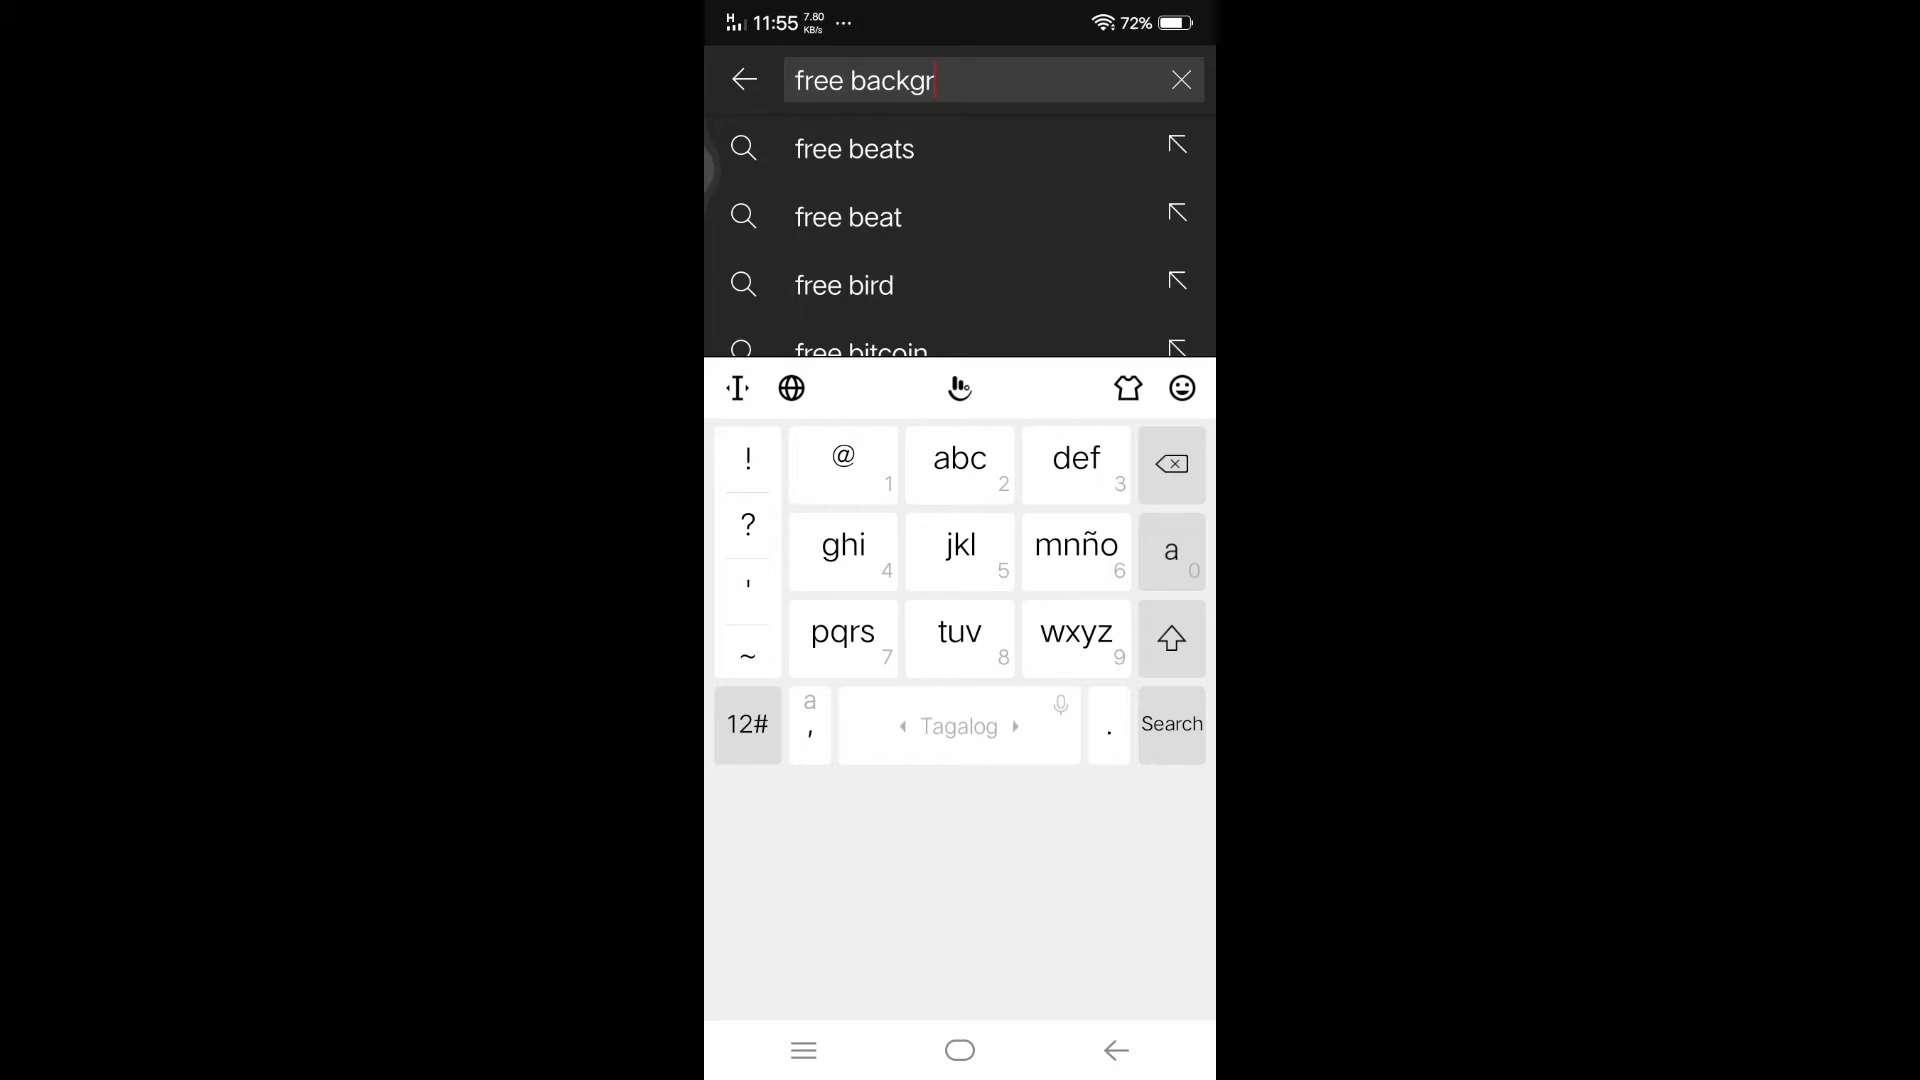 H 11:55 7.80 KB/s ... 72%
free backgr
free beats
free beat
free bird
free bitcoin
! @ 1 abc 2 def 3
? ghi 4 jkl 5 mnño 6 a 0
' pqrs 7 tuv 8 wxyz 9
~
12# a , Tagalog . Search